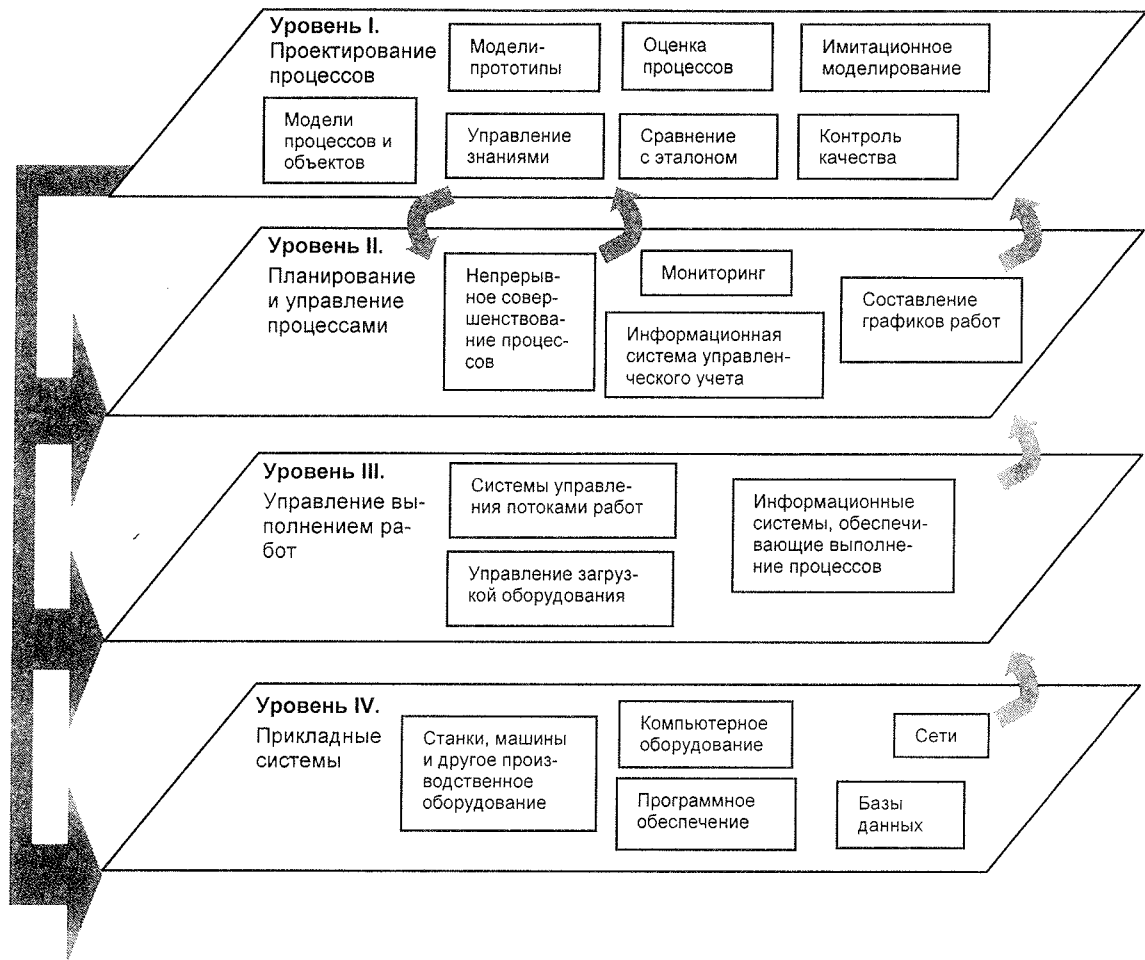 Уровень I.
Проектирование
процессов
Модели-
прототипы
Оценка
процессов
Имитационное
моделирование
Модели
процессов и
объектов
Управление
знаниями
Сравнение
с эталоном
Контроль
качества
Уровень II.
Планирование
и управление
процессами
Непрерыв-
ное совер-
шенствова-
ние процес-
сов
Мониторинг
Информационная
система управлен-
ческого учета
Составление
графиков работ
Уровень III.
Управление вы-
полнением ра-
бот
Системы управле-
ния потоками работ
Управление загруз-
кой оборудования
Информационные
системы, обеспечи-
вающие выполне-
ние процессов
Уровень IV.
Прикладные
системы
Станки, машины
и другое произ-
водственное
оборудование
Компьютерное
оборудование
Программное
обеспечение
Сети
Базы
данных